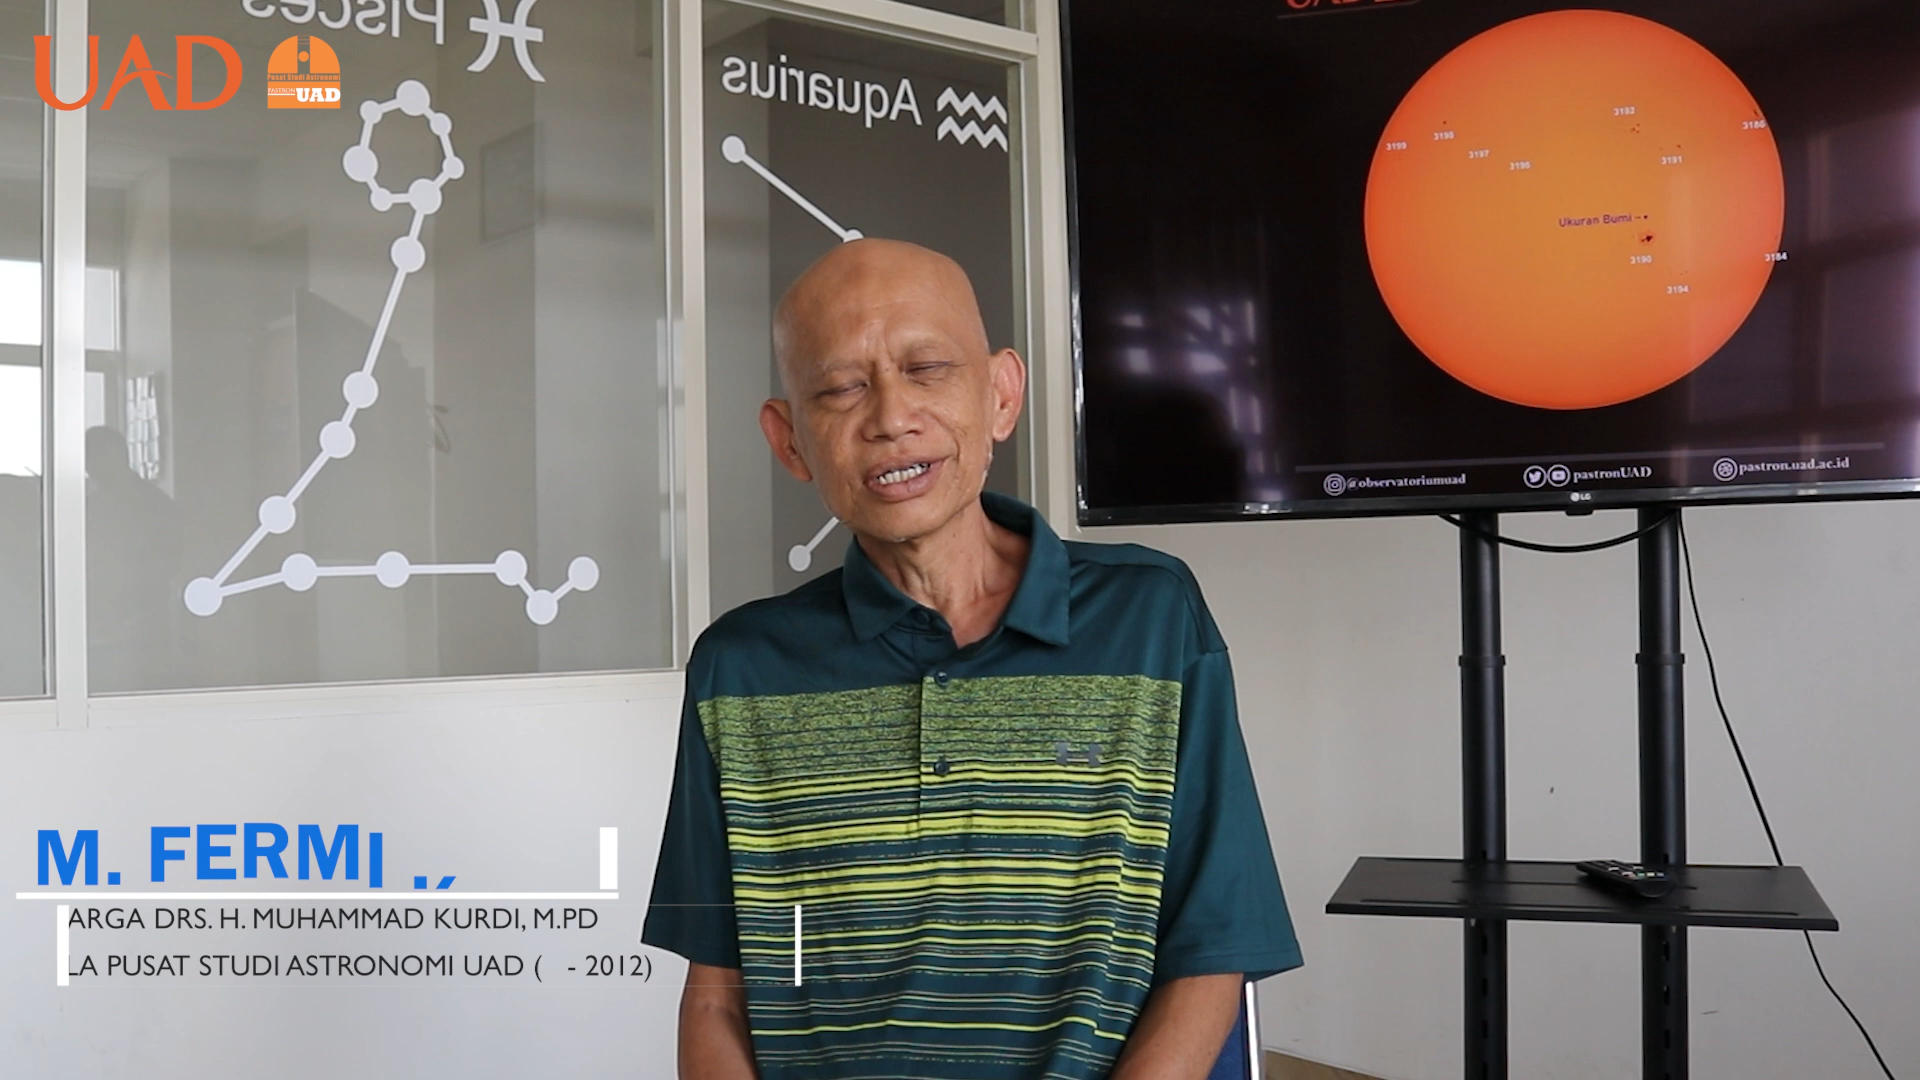 UAD
Pusat Studi Astronomi
PASTRON UAD
Pisces
Aquarius
3199
3198
3197
3196
3192
3191
3186
Ukuran Bumi
3190
3184
3194
@observatoriumuad
pastronUAD
pastron.uad.ac.id
LG
M. FERMI
ARGA DRS. H. MUHAMMAD KURDI, M.PD
LA PUSAT STUDI ASTRONOMI UAD ( - 2012)